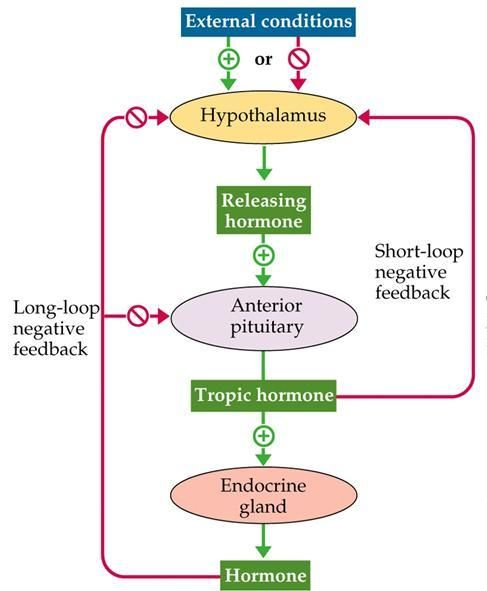 External conditions
+ or
Hypothalamus
Releasing
hormone
+
Short-loop
negative
feedback
Anterior
pituitary
Long-loop
negative
feedback
Tropic hormone
+
Endocrine
gland
Hormone